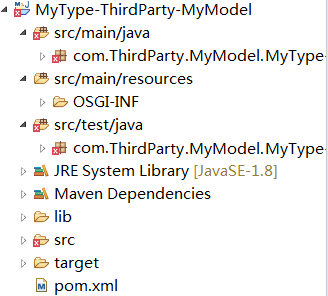 MyType-ThirdParty-MyModel
src/main/java
com.ThirdParty.MyModel.MyType-
src/main/resources
OSGI-INF
src/test/java
com.ThirdParty.MyModel.MyType-
JRE System Library [JavaSE-1.8]
Maven Dependencies
lib
src
target
pom.xml